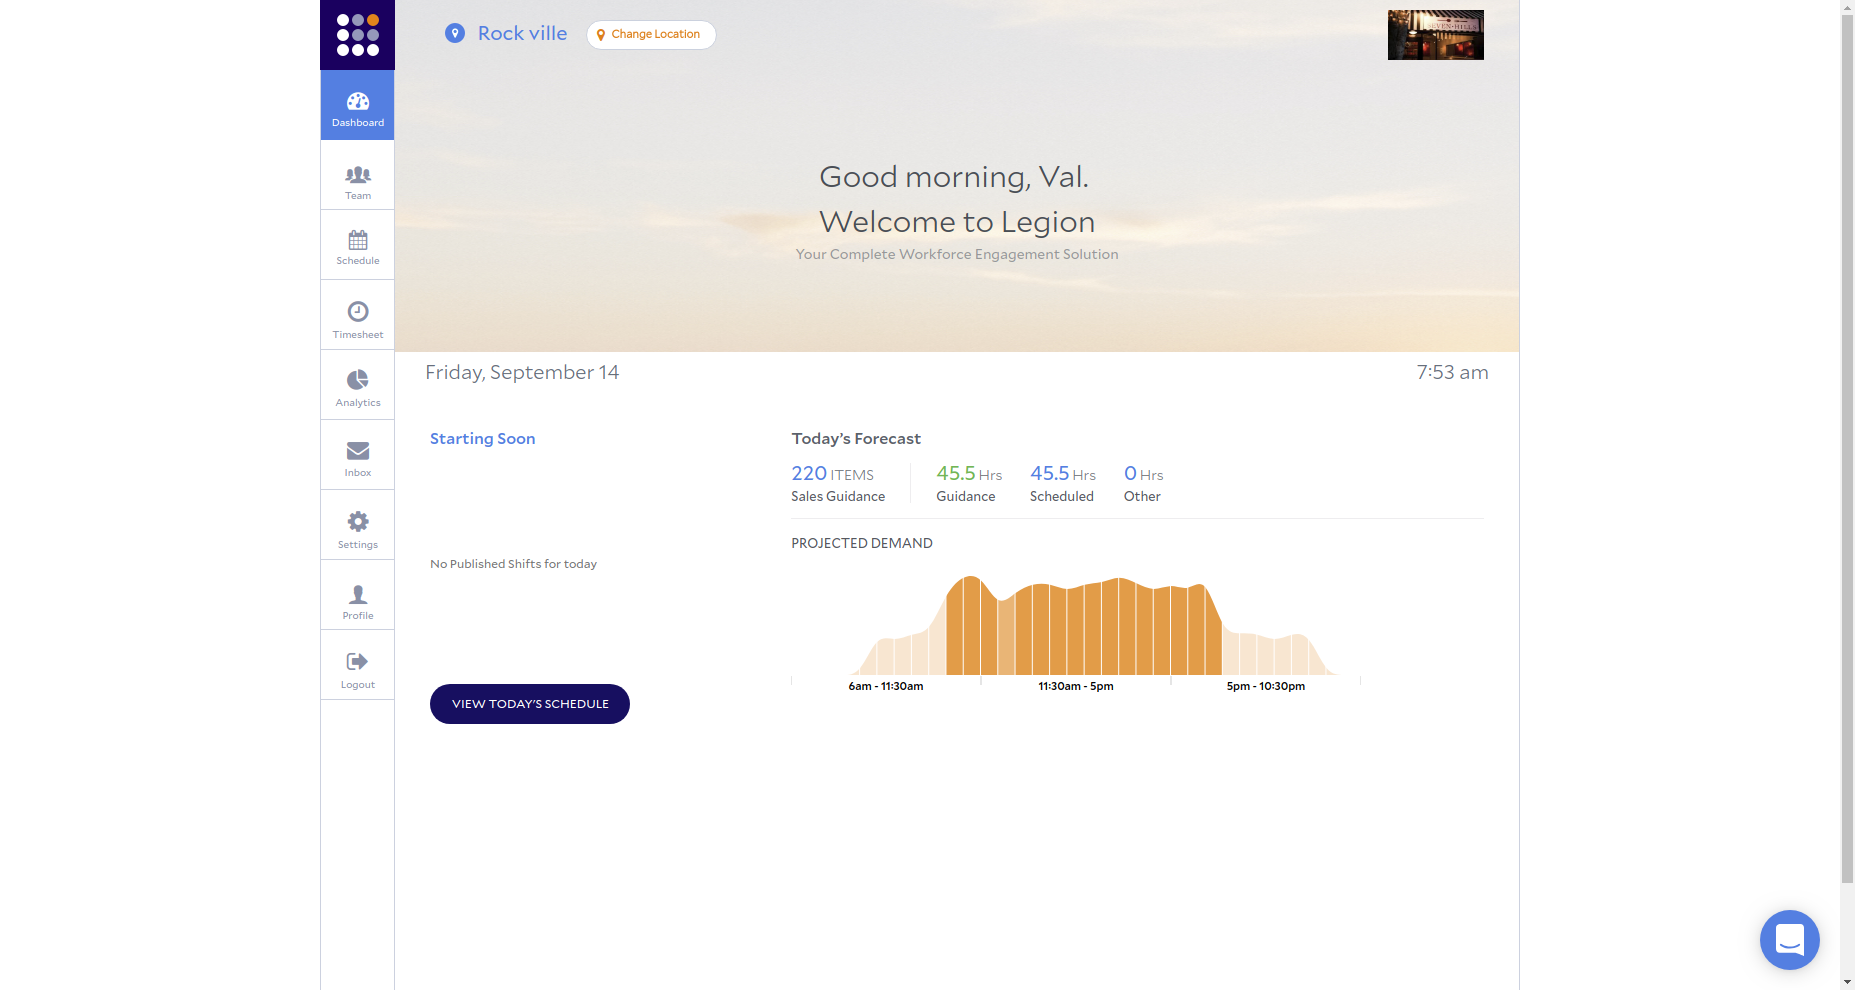 Rock ville
Change Location
SEVEN HILLS
Dashboard
Team
Schedule
Timesheet
Analytics
Inbox
Settings
Profile
Logout
Good morning, Val.
Welcome to Legion
Your Complete Workforce Engagement Solution
Friday, September 14
7:53 am
Starting Soon
No Published Shifts for today
VIEW TODAY'S SCHEDULE
Today's Forecast
220 ITEMS
Sales Guidance
45.5 Hrs
Guidance
45.5 Hrs
Scheduled
0 Hrs
Other
PROJECTED DEMAND
6am - 11:30am
11:30am - 5pm
5pm - 10:30pm